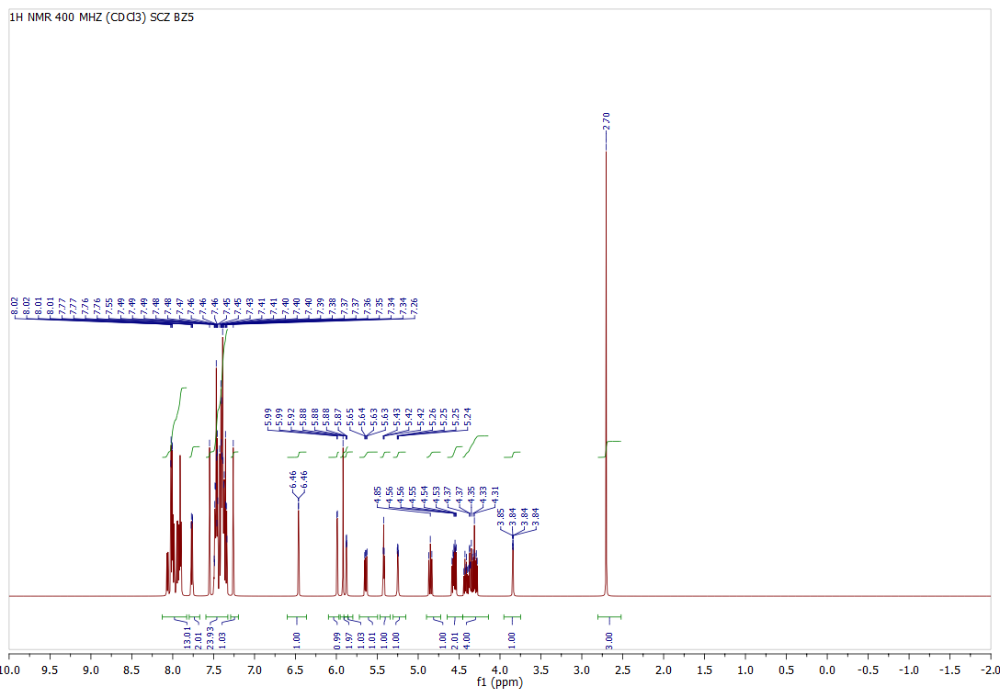 1H NMR 400 MHZ (CDCl3) SCZ BZ5
2.70
8.02 8.02 8.01 8.01 7.77 7.77 7.76 7.76 7.55 7.49 7.49 7.49 7.48 7.48 7.47 7.46 7.46 7.46 7.45 7.45 7.43 7.41 7.41 7.40 7.40 7.40 7.39 7.38 7.37 7.37 7.36 7.35 7.34 7.34 7.26
5.99 5.99 5.92 5.88 5.88 5.88 5.87 5.65 5.64 5.63 5.63 5.43 5.42 5.42 5.26 5.25 5.25 5.24
6.46 6.46
4.85 4.56 4.56 4.55 4.54 4.53 4.37 4.37 4.35 4.33 4.31
3.85 3.84 3.84 3.84
13.01 2.01 23.93 1.03 1.00 0.99 1.97 1.03 1.01 1.00 1.00 1.00 2.01 4.00 1.00 3.00
10.0 9.5 9.0 8.5 8.0 7.5 7.0 6.5 6.0 5.5 5.0 4.5 4.0 3.5 3.0 2.5 2.0 1.5 1.0 0.5 0.0 -0.5 -1.0 -1.5 -2.0
f1 (ppm)